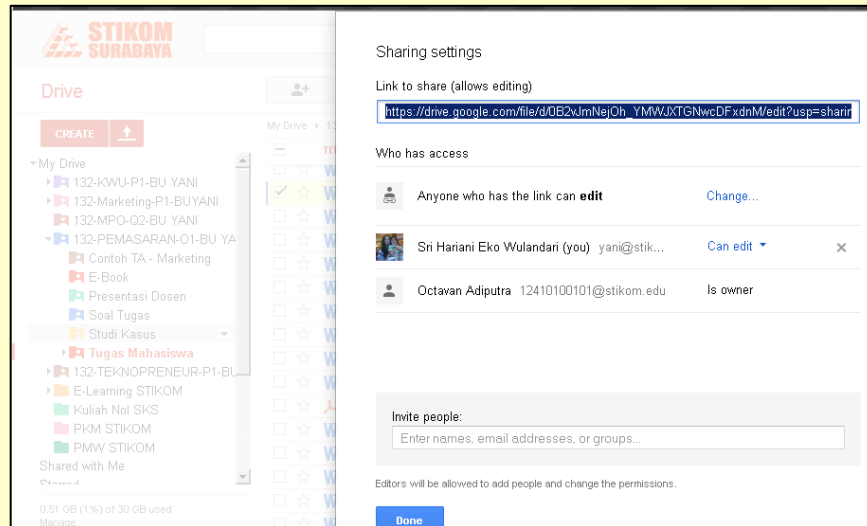 STIKOM
SURABAYA
Drive
CREATE
My Drive
132-KWU-P1-BU YANI
132-Marketing-P1-BUYANI
132-MPO-Q2-BU YANI
132-PEMASARAN-O1-BU YA
Contoh TA - Marketing
E-Book
Presentasi Dosen
Soal Tugas
Studi Kasus
Tugas Mahasiswa
132-TEKNOPRENEUR-P1-BU
E-Learning STIKOM
Kuliah Nol SKS
PKM STIKOM
PMW STIKOM
Shared with Me
Starred
0.51 GB (1%) of 30 GB used
Manage
My Drive > 13
TI
Sharing settings
Link to share (allows editing)
https://drive.google.com/file/d/0B2vJmNejOh_YMWJXTGNwcDFxdnM/edit?usp=sharin
Who has access
Anyone who has the link can edit Change...
Sri Hariani Eko Wulandari (you) yani@stik... Can edit
Octavan Adiputra 12410100101@stikom.edu Is owner
Invite people:
Enter names, email addresses, or groups...
Editors will be allowed to add people and change the permissions.
Done